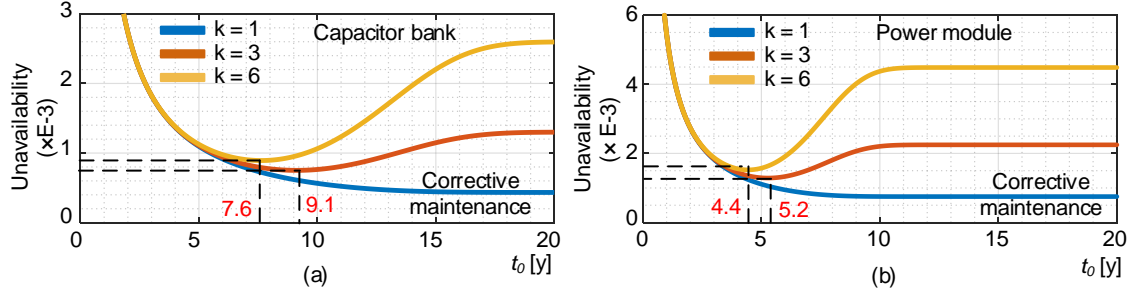 Capacitor bank
k = 1
k = 3
k = 6
Unavailability
(×E-3)
3
2
1
0
Corrective
maintenance
7.6
9.1
0
5
10
15
20
t₀ [y]
(a)
Power module
k = 1
k = 3
k = 6
Unavailability
(× E-3)
6
4
2
0
Corrective
maintenance
4.4
5.2
0
5
10
15
20
t₀ [y]
(b)